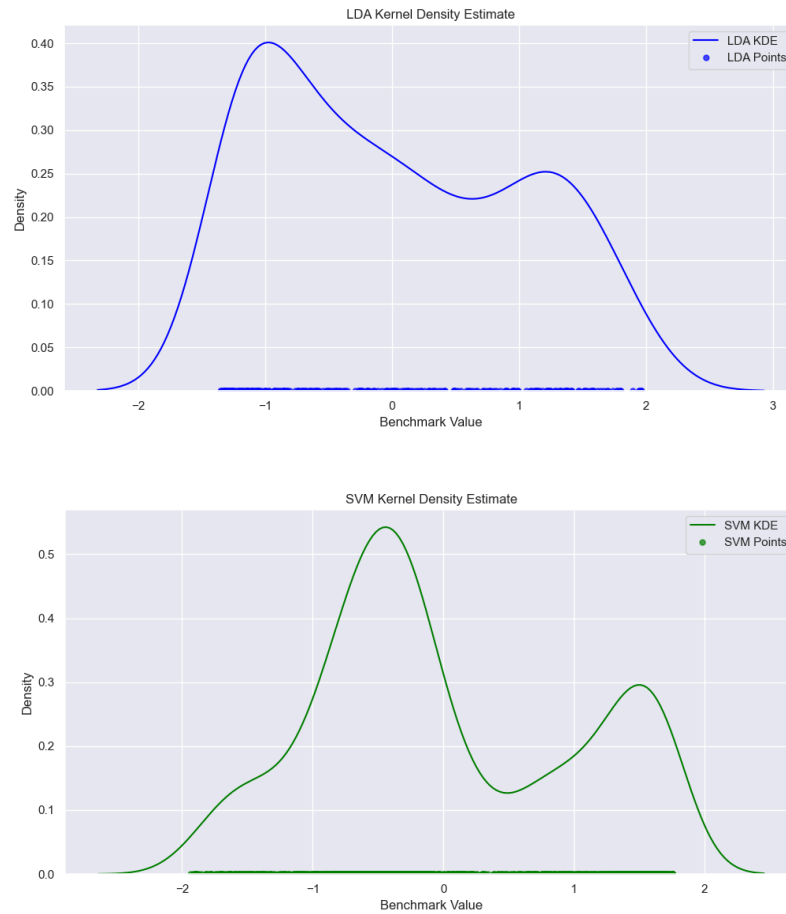 LDA Kernel Density Estimate
LDA KDE
LDA Points
0.40
0.35
0.30
0.25
0.20
0.15
0.10
0.05
0.00
Density
−2 −1 0 1 2 3
Benchmark Value
SVM Kernel Density Estimate
SVM KDE
SVM Points
0.5
0.4
0.3
0.2
0.1
0.0
Density
−2 −1 0 1 2
Benchmark Value